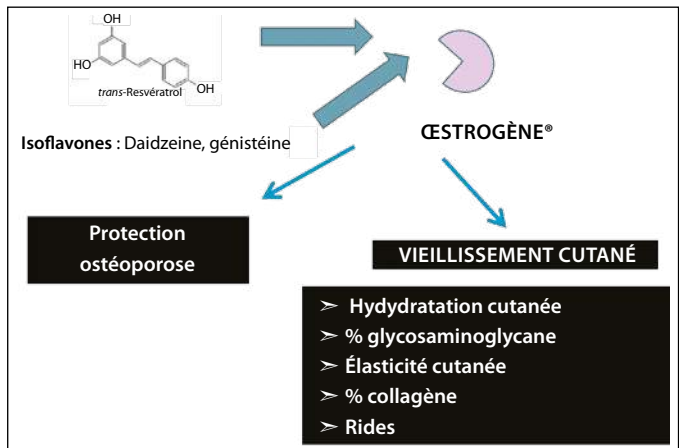 OH
HO
OH
trans-Resvératrol
Isoflavones : Daidzeine, génistéine
ŒSTROGÈNE®
Protection
ostéoporose
VIEILLISSEMENT CUTANÉ
➣ Hydydratation cutanée
➣ % glycosaminoglycane
➣ Élasticité cutanée
➣ % collagène
➣ Rides